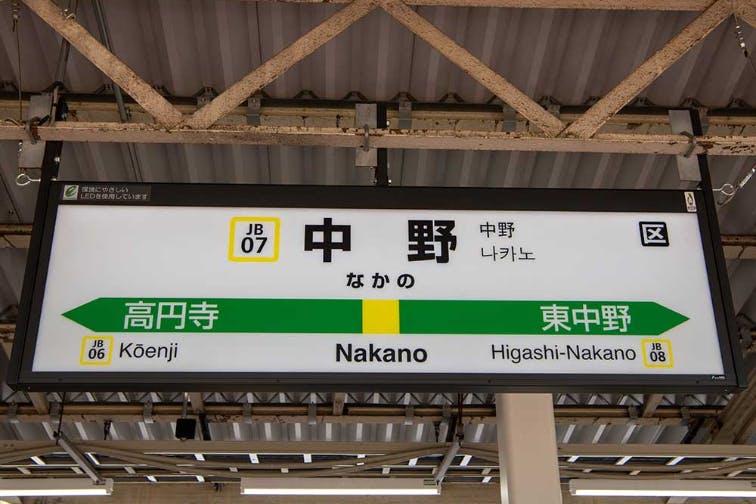 環境にやさしい
LEDを使用しています
JB
07
中野
中野
나카노
区
なかの
高円寺
東中野
JB
06
Kōenji
Nakano
Higashi-Nakano
JB
08